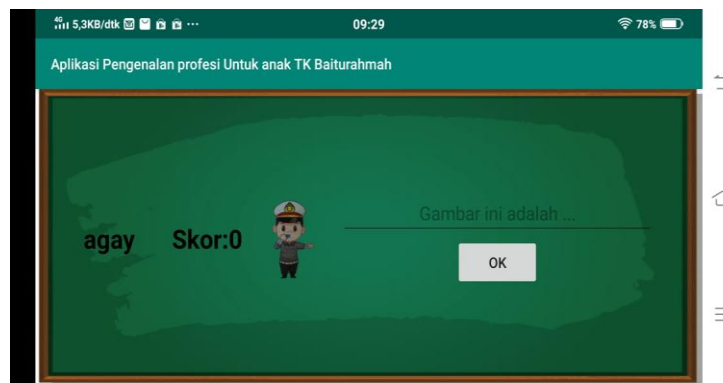 4G 5,3KB/dtk ... 09:29 78%
Aplikasi Pengenalan profesi Untuk anak TK Baiturahmah
agay Skor:0
Gambar ini adalah ...
OK